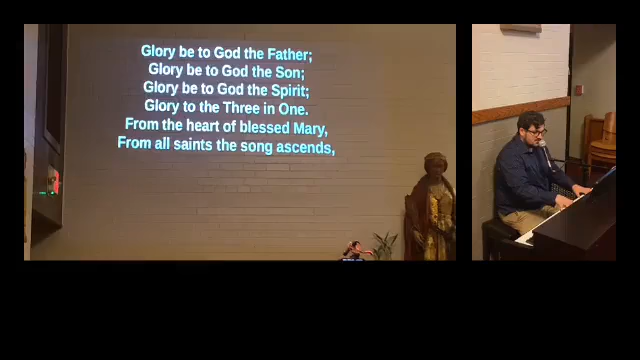 Glory be to God the Father;
Glory be to God the Son;
Glory be to God the Spirit;
Glory to the Three in One.
From the heart of blessed Mary,
From all saints the song ascends,